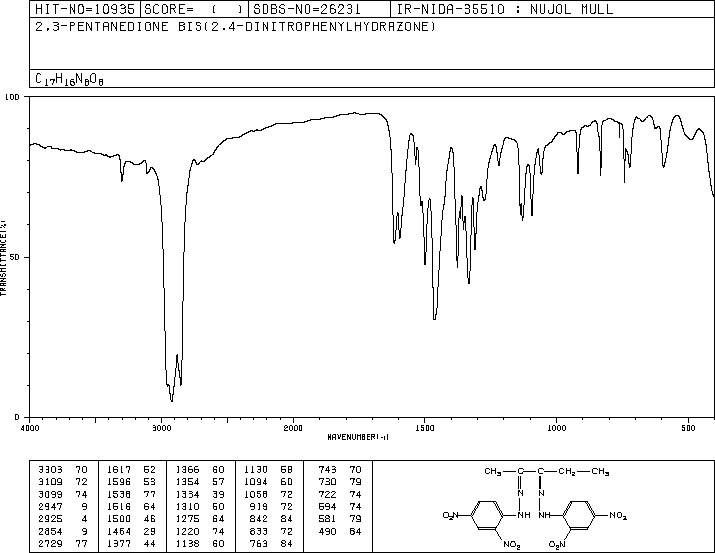 HIT-NO=10935 SCORE= ( ) SDBS-NO=26231 IR-NIDA-35510 : NUJOL MULL
2,3-PENTANEDIONE BIS(2,4-DINITROPHENYLHYDRAZONE)
C17H16N8O8
100
50
0
TRANSMITTANCE(%)
4000 3000 2000 1500 1000 500
WAVENUMBER(-1)
3303 70 1617 52 1366 60 1130 58 743 70
3109 72 1596 53 1354 57 1094 60 730 79
3099 74 1538 77 1334 39 1058 72 722 74
2947 9 1516 64 1310 60 919 72 594 74
2925 4 1500 46 1275 64 842 84 581 79
2854 9 1464 29 1220 74 833 72 490 84
2729 77 1377 44 1138 60 763 84
CH3 C C CH2 CH3
N N
O2N NH NH NO2
NO2 O2N